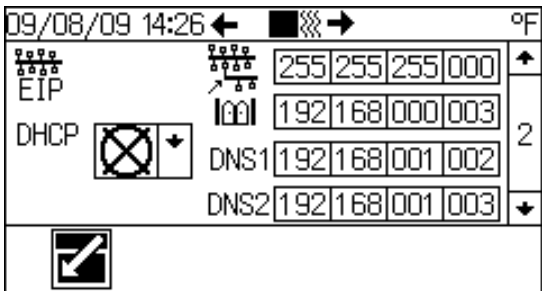 09/08/09 14:26 °F
EIP 255 255 255 000
192 168 000 003
DHCP 2
DNS1 192 168 001 002
DNS2 192 168 001 003